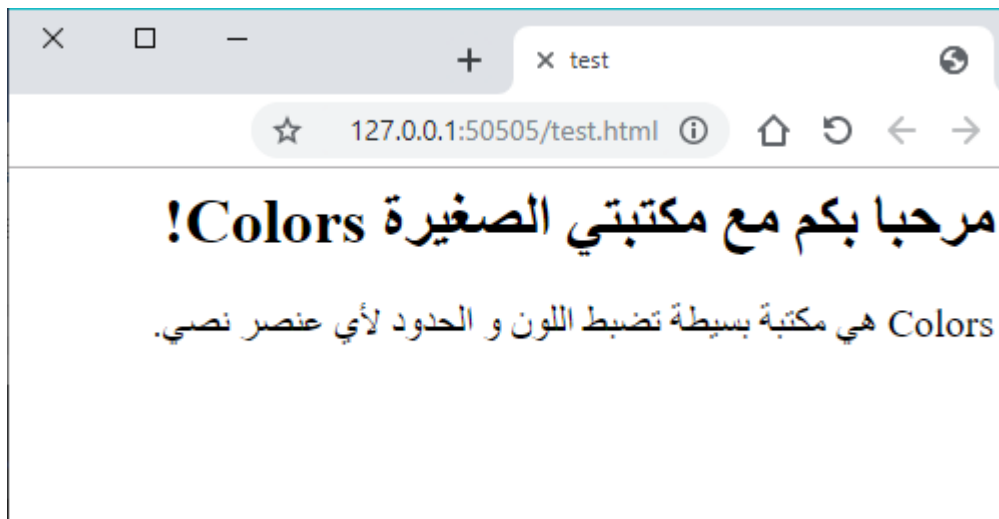 test
127.0.0.1:50505/test.html
مرحبا بكم مع مكتبتي الصغيرة Colors!
Colors هي مكتبة بسيطة تضبط اللون و الحدود لأي عنصر نصي.